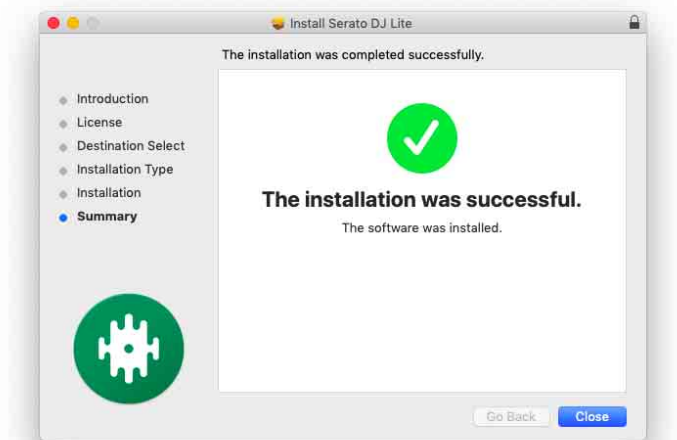 Install Serato DJ Lite
The installation was completed successfully.
Introduction
License
Destination Select
Installation Type
Installation
Summary
The installation was successful.
The software was installed.
Go Back
Close